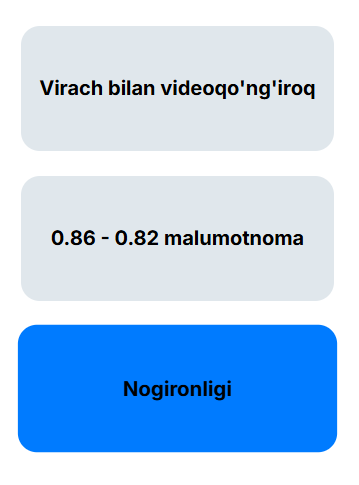 Virach bilan videoqo'ng'iroq
0.86 - 0.82 malumotnoma
Nogironligi